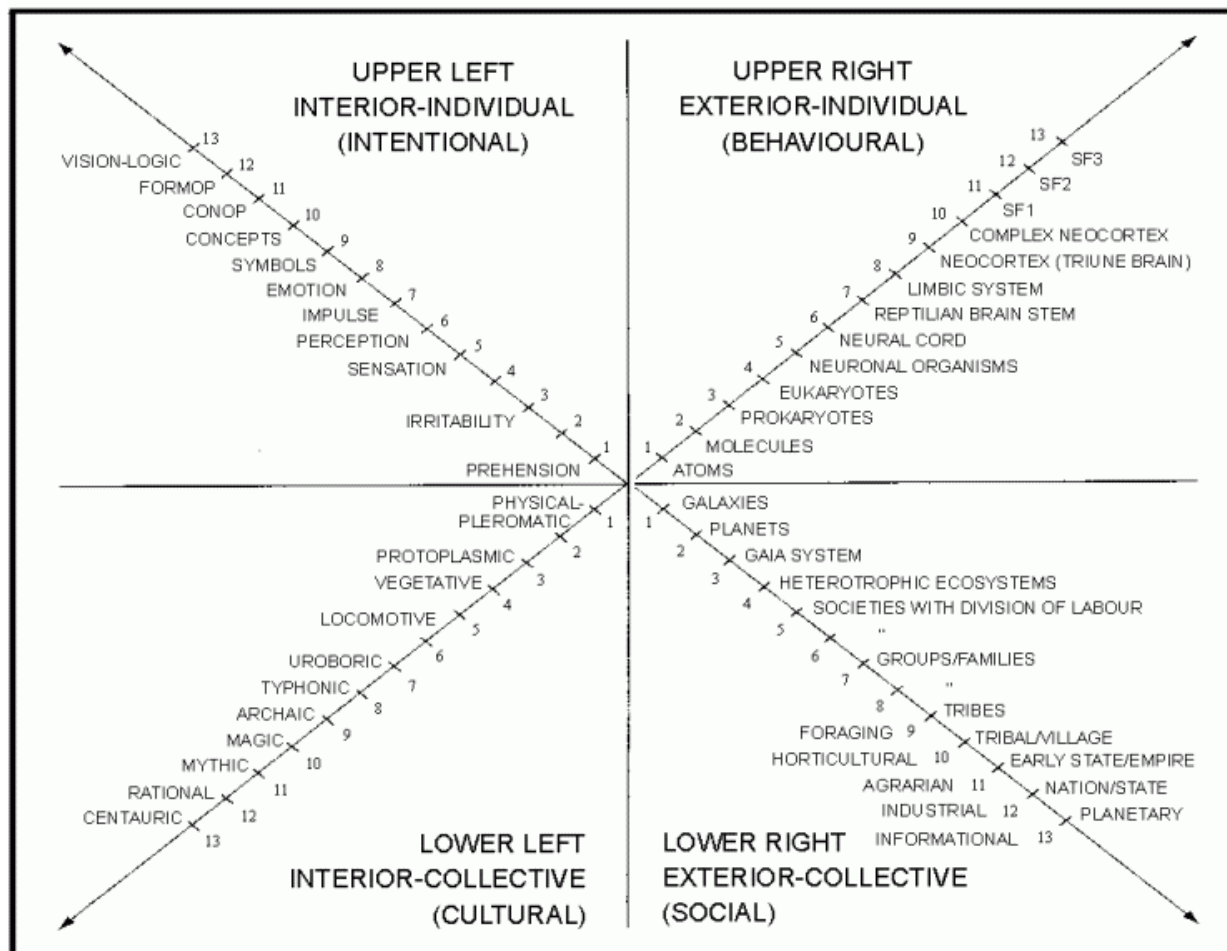 UPPER LEFT
INTERIOR-INDIVIDUAL
(INTENTIONAL)
13
VISION-LOGIC
12
FORMOP
11
CONOP
10
CONCEPTS
9
SYMBOLS
8
EMOTION
7
IMPULSE
6
PERCEPTION
5
SENSATION
4
3
IRRITABILITY
2
1
PREHENSION
UPPER RIGHT
EXTERIOR-INDIVIDUAL
(BEHAVIOURAL)
13
SF3
12
SF2
11
SF1
10
COMPLEX NEOCORTEX
9
NEOCORTEX (TRIUNE BRAIN)
8
LIMBIC SYSTEM
7
REPTILIAN BRAIN STEM
6
NEURAL CORD
5
NEURONAL ORGANISMS
4
EUKARYOTES
3
PROKARYOTES
2
MOLECULES
1
ATOMS
PHYSICAL-
PLEROMATIC
1
2
PROTOPLASMIC
3
VEGETATIVE
4
LOCOMOTIVE
5
6
UROBORIC
7
TYPHONIC
8
ARCHAIC
9
MAGIC
10
MYTHIC
11
RATIONAL
12
CENTAURIC
13
LOWER LEFT
INTERIOR-COLLECTIVE
(CULTURAL)
GALAXIES
1
PLANETS
2
GAIA SYSTEM
3
HETEROTROPHIC ECOSYSTEMS
4
SOCIETIES WITH DIVISION OF LABOUR
5
"
6
GROUPS/FAMILIES
7
"
8
TRIBES
FORAGING 9
TRIBAL/VILLAGE
HORTICULTURAL 10
EARLY STATE/EMPIRE
AGRARIAN 11
NATION/STATE
INDUSTRIAL 12
PLANETARY
INFORMATIONAL 13
LOWER RIGHT
EXTERIOR-COLLECTIVE
(SOCIAL)